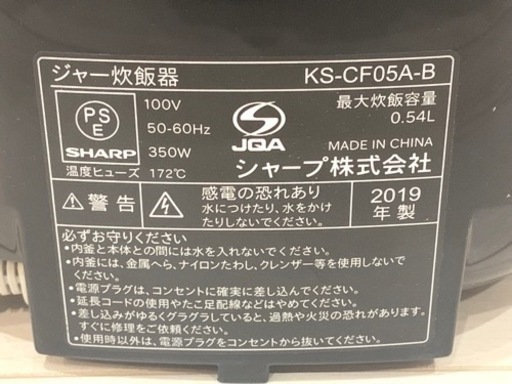 ジャー炊飯器 KS-CF05A-B
PSE
SHARP
100V
50-60Hz
350W
温度ヒューズ 172℃
JQA
最大炊飯容量
0.54L
MADE IN CHINA
シャープ株式会社
警告
感電の恐れあり
水につけたり、水をかけ
たりしないでください。
2019
年製
必ずお守りください
•内釜と本体との間には水を入れないでください。
•内釜には、金属へら、ナイロンたわし、クレンザー等を使用しない
でください。
•電源プラグは、コンセントに確実に差し込んでください。
•延長コードの使用やたこ足配線などはやめてください。
•差し込みがゆるくグラグラしていると、過熱や火災の恐れがあります。
すぐに修理をご依頼ください。
•使用時以外は、電源プラグをコンセントから抜いてください。